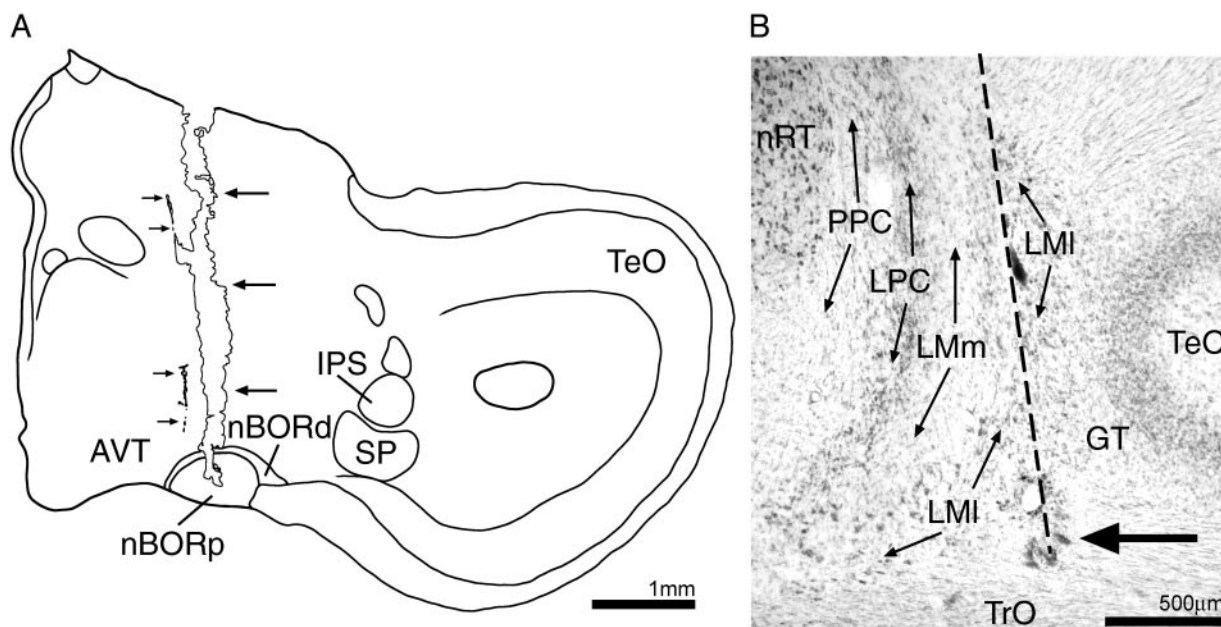 A
B
TeO
IPS
nBORd
AVT
SP
nBORp
1mm
nRT
PPC
LMl
LPC
TeO
LMm
GT
LMl
TrO
500µm